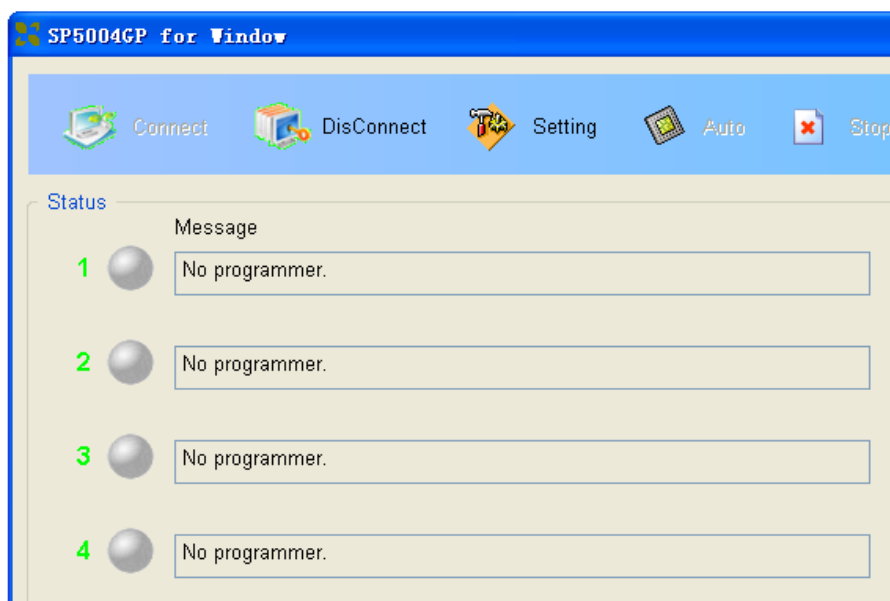 SP5004GP for Window
Connect DisConnect Setting Auto Stop
Status
Message
1 No programmer.
2 No programmer.
3 No programmer.
4 No programmer.